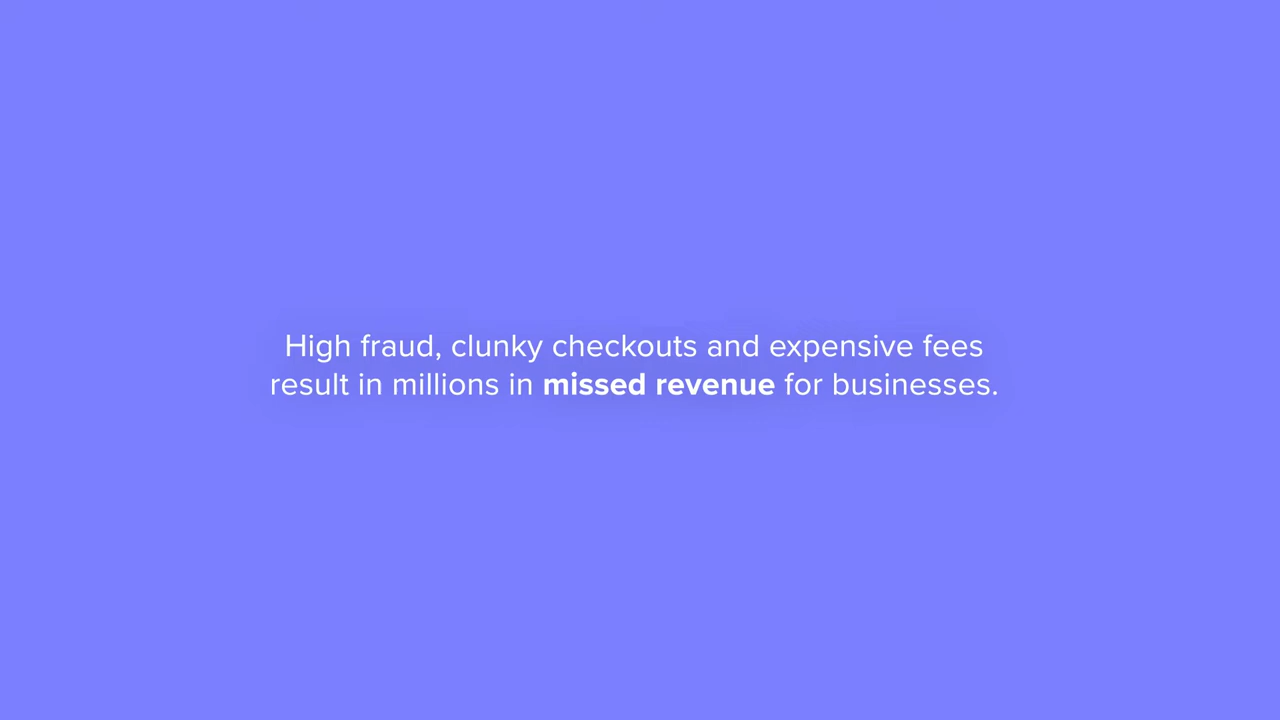 High fraud, clunky checkouts and expensive fees
result in millions in missed revenue for businesses.